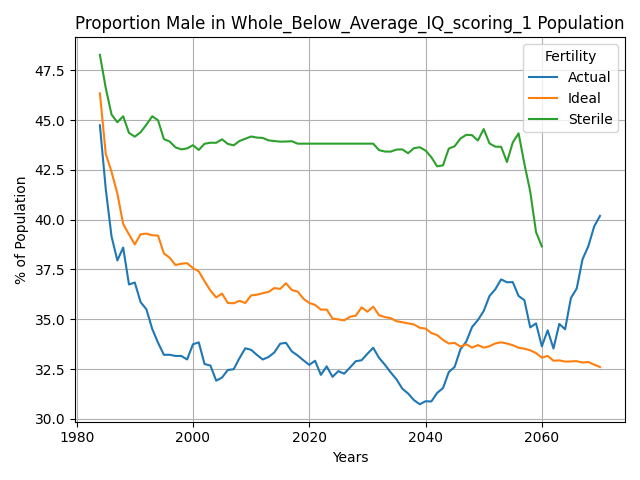 Proportion Male in Whole_Below_Average_IQ_scoring_1 Population
Fertility
Actual
Ideal
Sterile
% of Population
47.5
45.0
42.5
40.0
37.5
35.0
32.5
30.0
1980
2000
2020
2040
2060
Years